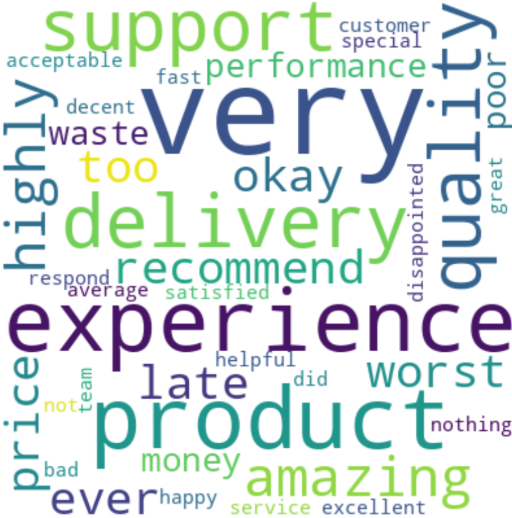 support
customer
special
acceptable
fast
performance
quality
poor
highly
decent
very
waste
too
okay
great
delivery
disappointed
recommend
respond
average
satisfied
experience
helpful
price
late
did
worst
team
not
product
nothing
bad
money
amazing
ever
happy
service
excellent